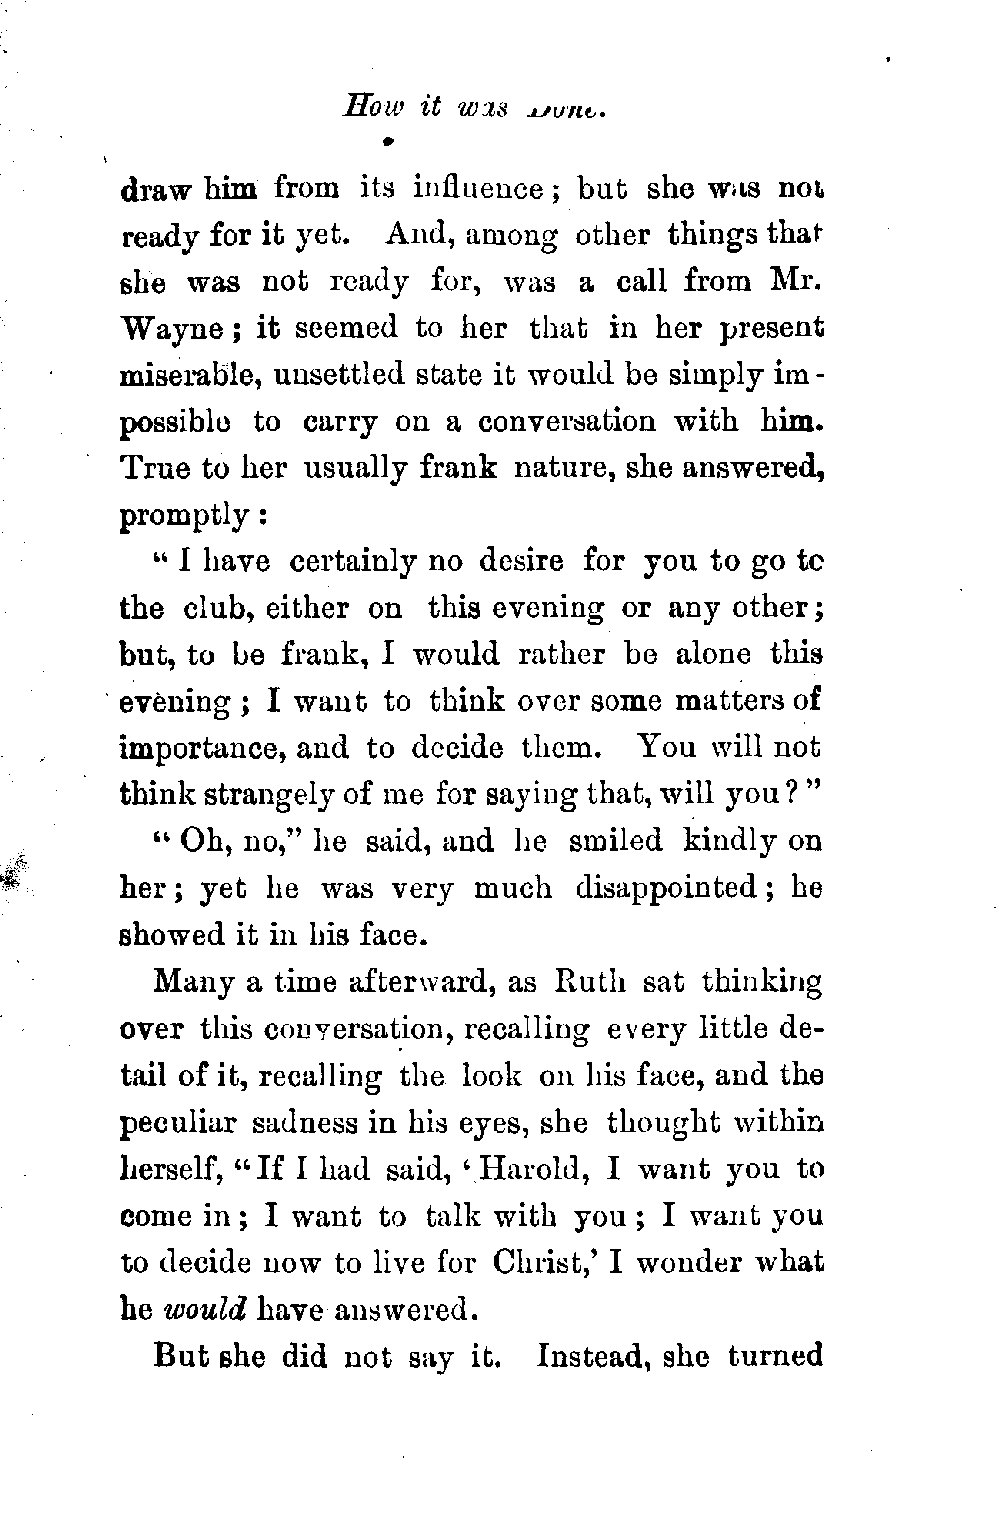 How it was Done.
draw him from its influence; but she was not
ready for it yet. And, among other things that
she was not ready for, was a call from Mr.
Wayne; it seemed to her that in her present
miserable, unsettled state it would be simply im-
possible to carry on a conversation with him.
True to her usually frank nature, she answered,
promptly:
“I have certainly no desire for you to go to
the club, either on this evening or any other;
but, to be frank, I would rather be alone this
evening; I want to think over some matters of
importance, and to decide them. You will not
think strangely of me for saying that, will you?”
“Oh, no,” he said, and he smiled kindly on
her; yet he was very much disappointed; he
showed it in his face.
Many a time afterward, as Ruth sat thinking
over this conversation, recalling every little de-
tail of it, recalling the look on his face, and the
peculiar sadness in his eyes, she thought within
herself, “If I had said, ‘Harold, I want you to
come in; I want to talk with you; I want you
to decide now to live for Christ,’ I wonder what
he would have answered.
But she did not say it. Instead, she turned